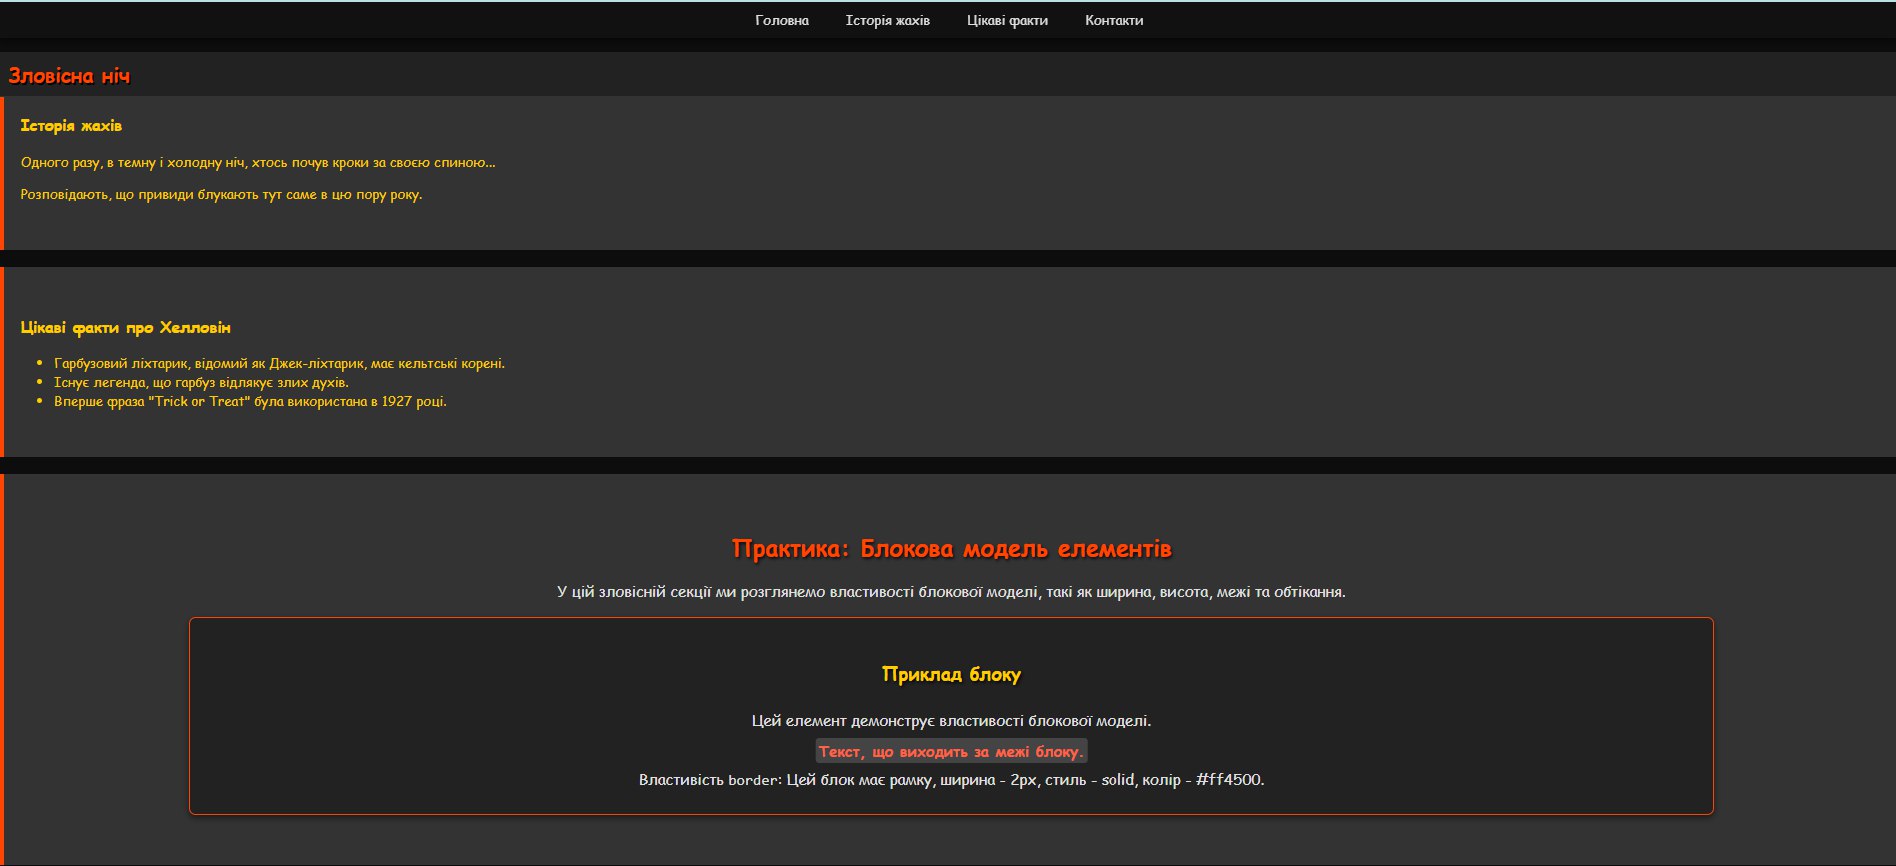 Головна Історія жахів Цікаві факти Контакти
Зловісна ніч
Історія жахів
Одного разу, в темну і холодну ніч, хтось почув кроки за своєю спиною...
Розповідають, що привиди блукають тут саме в цю пору року.
Цікаві факти про Хелловін
• Гарбузовий ліхтарик, відомий як Джек-ліхтарик, має кельтські корені.
• Існує легенда, що гарбуз відлякує злих духів.
• Вперше фраза "Trick or Treat" була використана в 1927 році.
Практика: Блокова модель елементів
У цій зловісній секції ми розглянемо властивості блокової моделі, такі як ширина, висота, межі та обтікання.
Приклад блоку
Цей елемент демонструє властивості блокової моделі.
Текст, що виходить за межі блоку.
Властивість border: Цей блок має рамку, ширина - 2px, стиль - solid, колір - #ff4500.